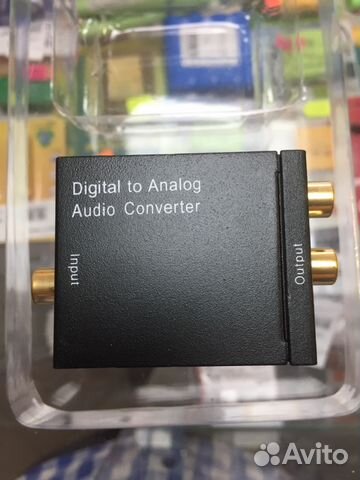 Digital to Analog
Audio Converter
Input
Output
Avito